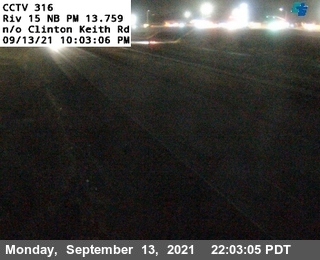 CCTV 316
Riv 15 NB PM 13.759
n/o Clinton Keith Rd
09/13/21 10:03:06 PM
Monday, September 13, 2021 22:03:05 PDT